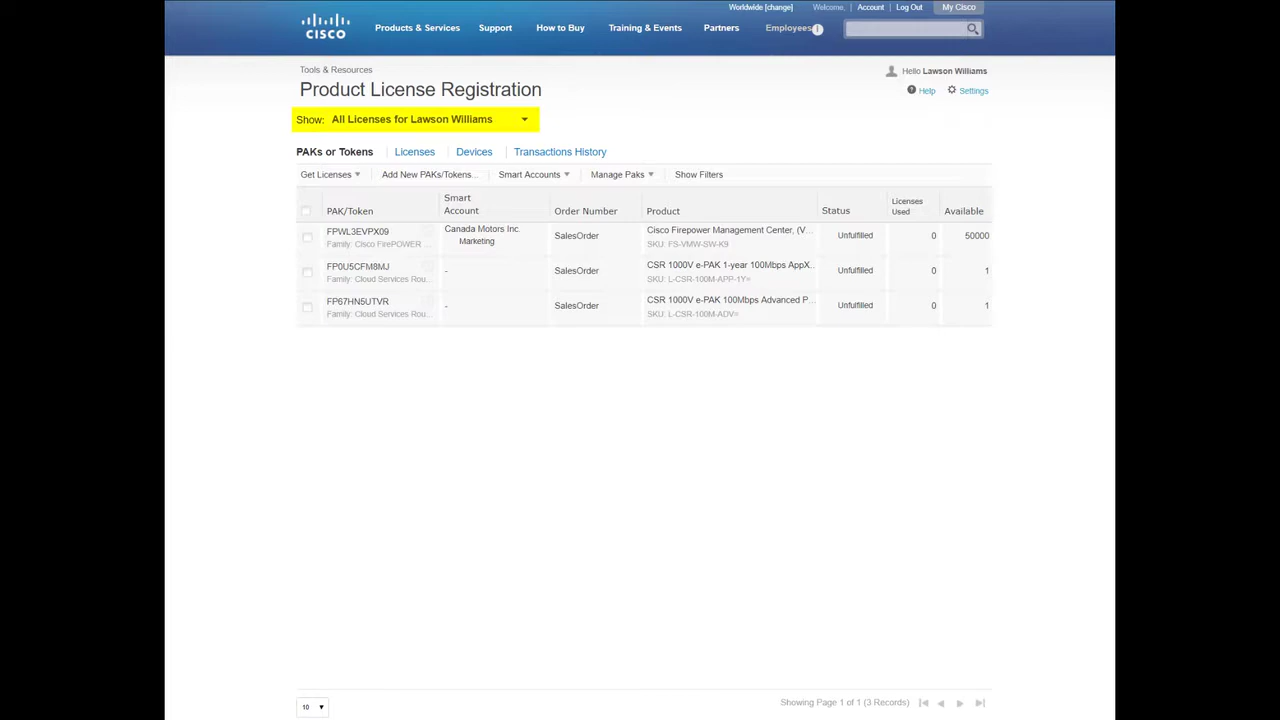 Worldwide [change] Welcome, Account Log Out My Cisco
CISCO Products & Services Support How to Buy Training & Events Partners Employees i
Tools & Resources
Hello Lawson Williams
Product License Registration
Help Settings
Show: All Licenses for Lawson Williams
PAKs or Tokens Licenses Devices Transactions History
Get Licenses Add New PAKs/Tokens... Smart Accounts Manage Paks Show Filters
PAK/Token Smart Account Order Number Product Status Licenses Used Available
FPWL3EVPX09 Canada Motors Inc. SalesOrder Cisco Firepower Management Center, (V... Unfulfilled 0 50000
Family: Cisco FirePOWER ... Marketing SKU: FS-VMW-SW-K9
FP0U5CFM8MJ - SalesOrder CSR 1000V e-PAK 1-year 100Mbps AppX... Unfulfilled 0 1
Family: Cloud Services Rou... SKU: L-CSR-100M-APP-1Y=
FP67HN5UTVR - SalesOrder CSR 1000V e-PAK 100Mbps Advanced P... Unfulfilled 0 1
Family: Cloud Services Rou... SKU: L-CSR-100M-ADV=
10 Showing Page 1 of 1 (3 Records)